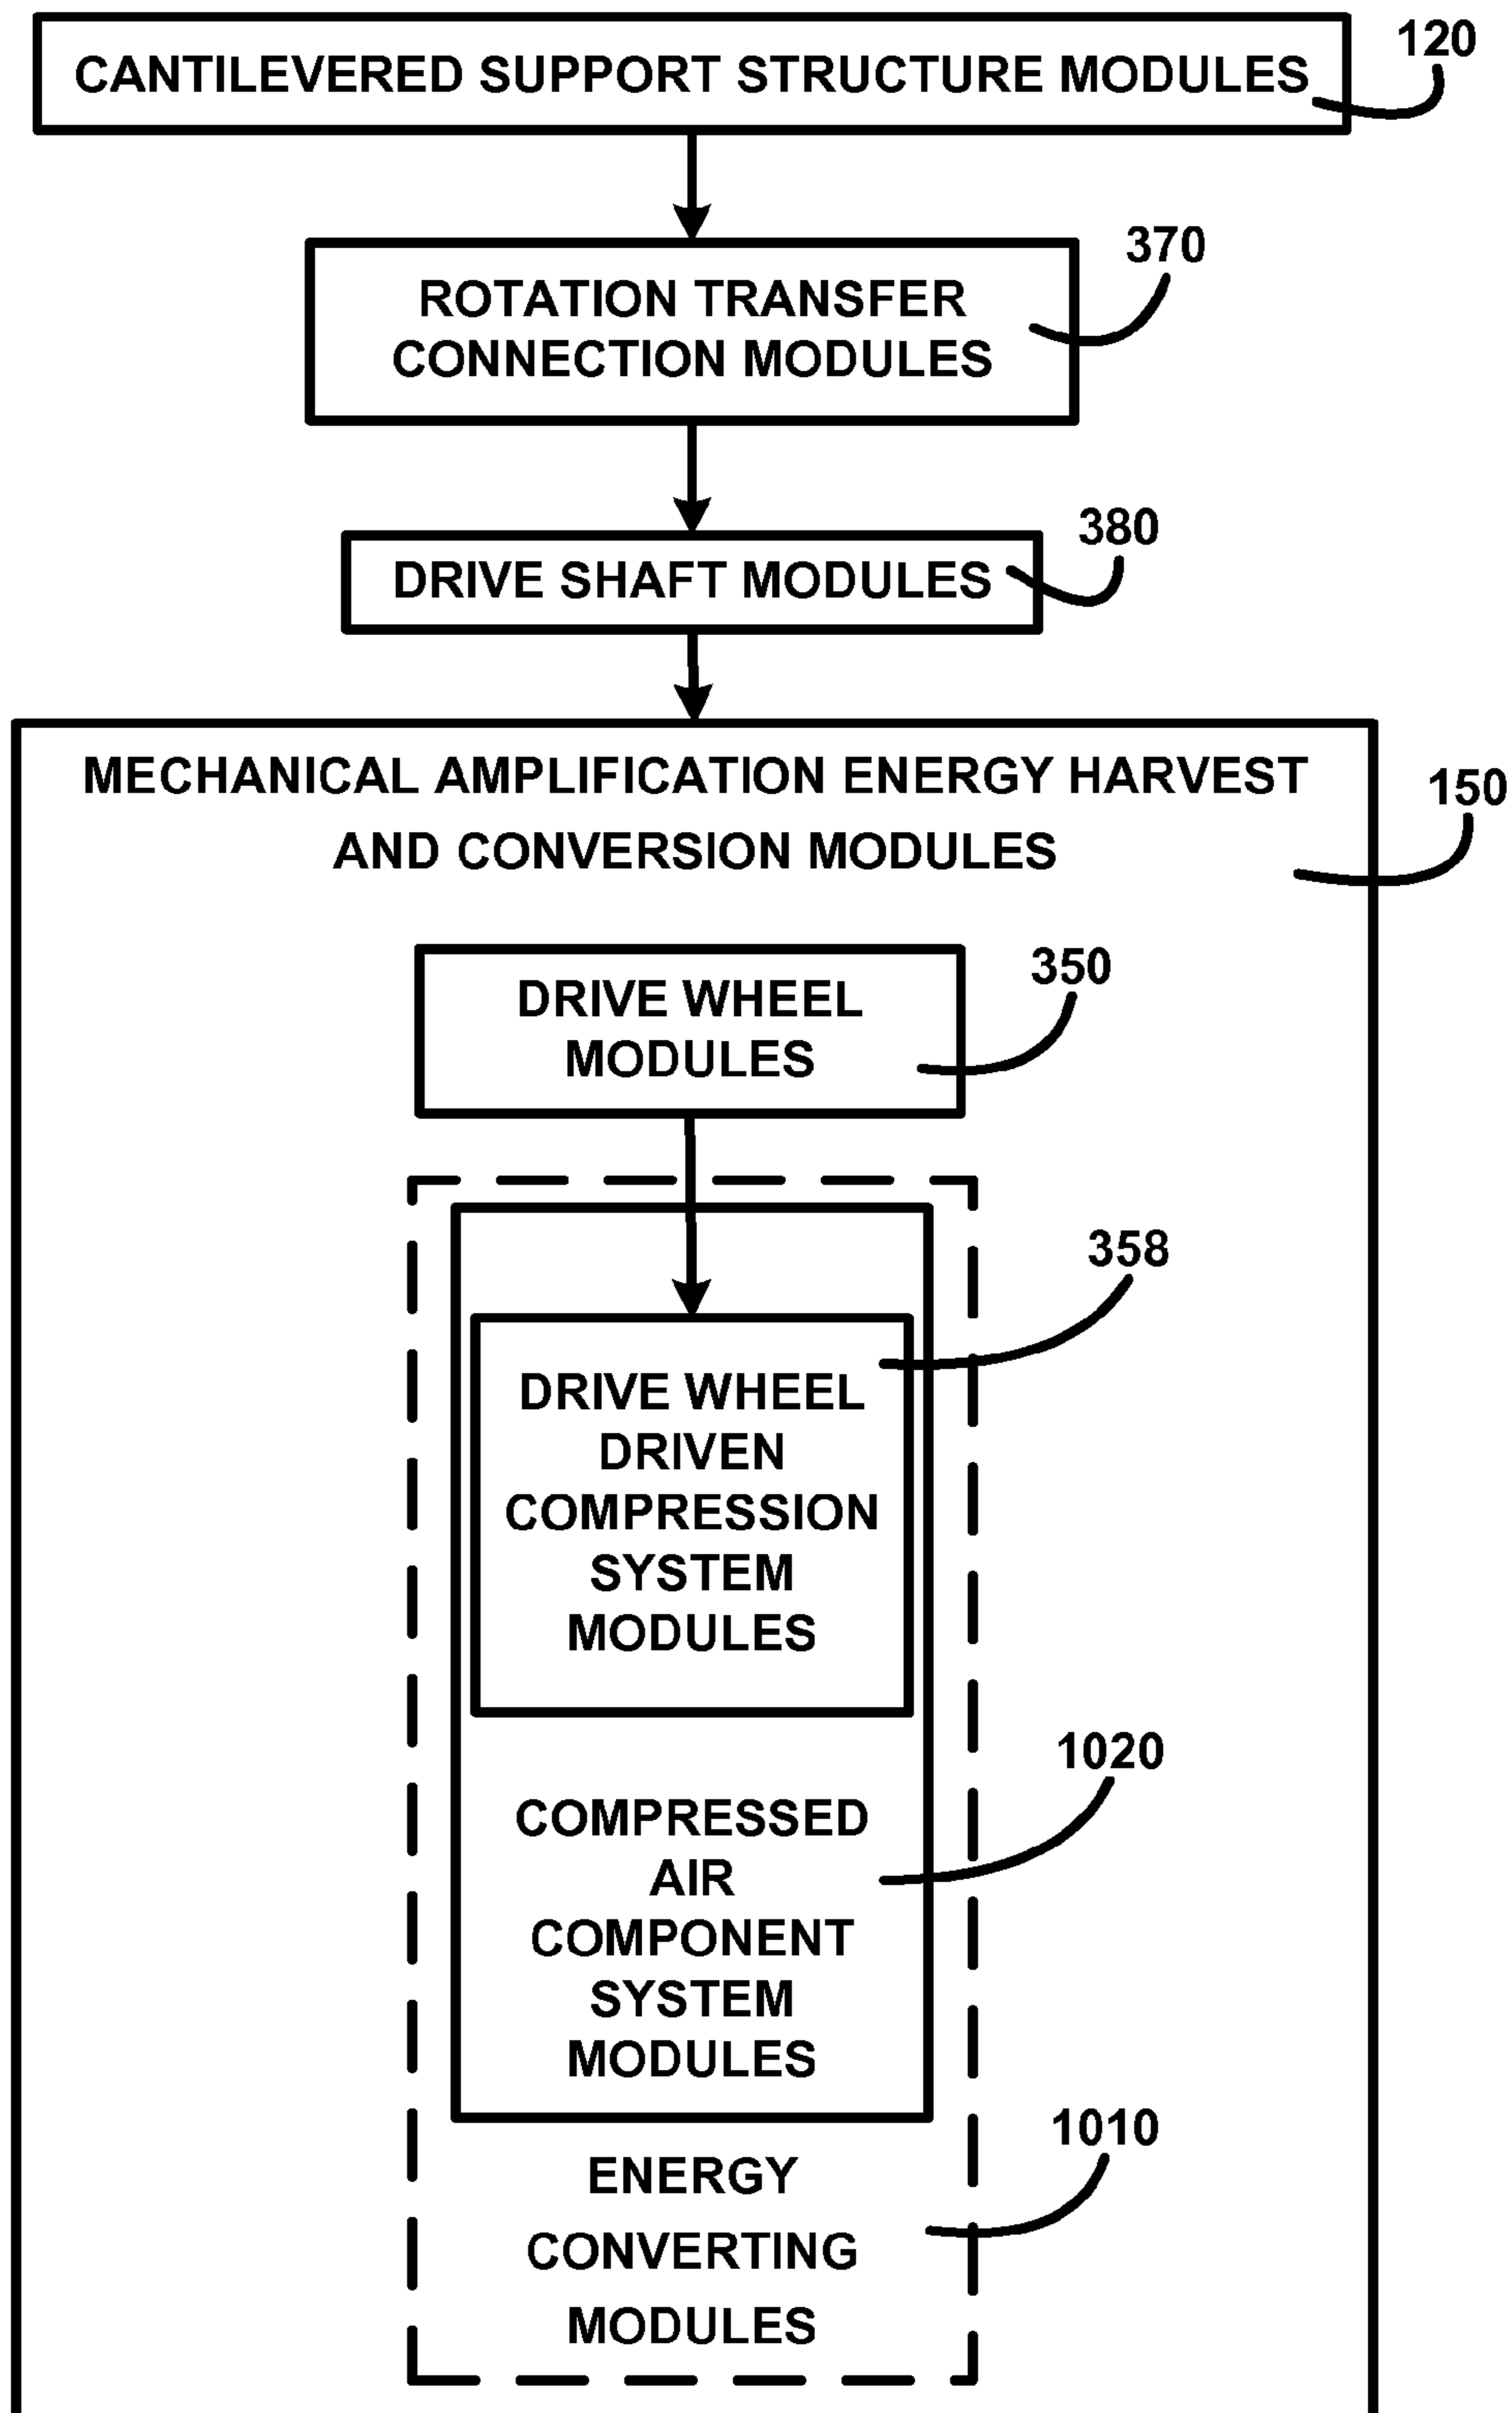 CANTILEVERED SUPPORT STRUCTURE MODULES
120
370
ROTATION TRANSFER
CONNECTION MODULES
380
DRIVE SHAFT MODULES
MECHANICAL AMPLIFICATION ENERGY HARVEST
AND CONVERSION MODULES
150
350
DRIVE WHEEL
MODULES
358
DRIVE WHEEL
DRIVEN
COMPRESSION
SYSTEM
MODULES
1020
COMPRESSED
AIR
COMPONENT
SYSTEM
MODULES
1010
ENERGY
CONVERTING
MODULES